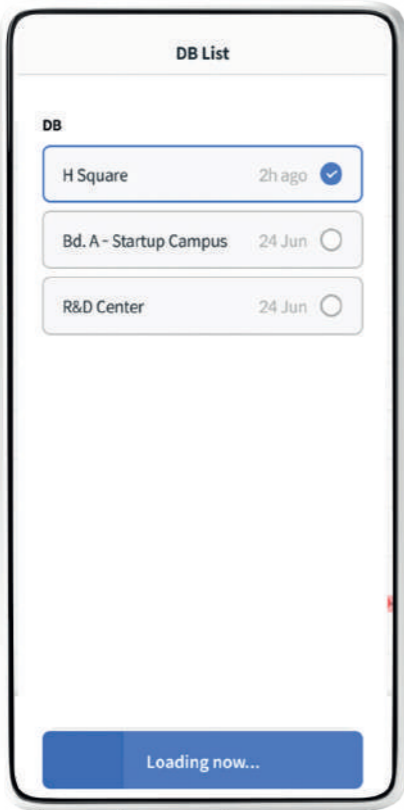 DB List
DB
H Square 2h ago
Bd. A - Startup Campus 24 Jun
R&D Center 24 Jun
Loading now...